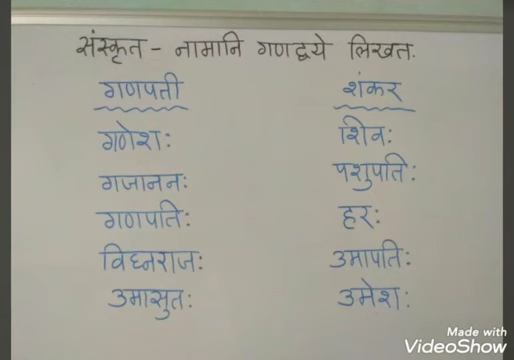 संस्कृत - नामानि गणद्वये लिखत.
गणपती शंकर
गणेशः शिवः
गजाननः पशुपतिः
गणपतिः हरः
विघ्नराजः उमापतिः
उमासुतः उमेशः
Made with
VideoShow